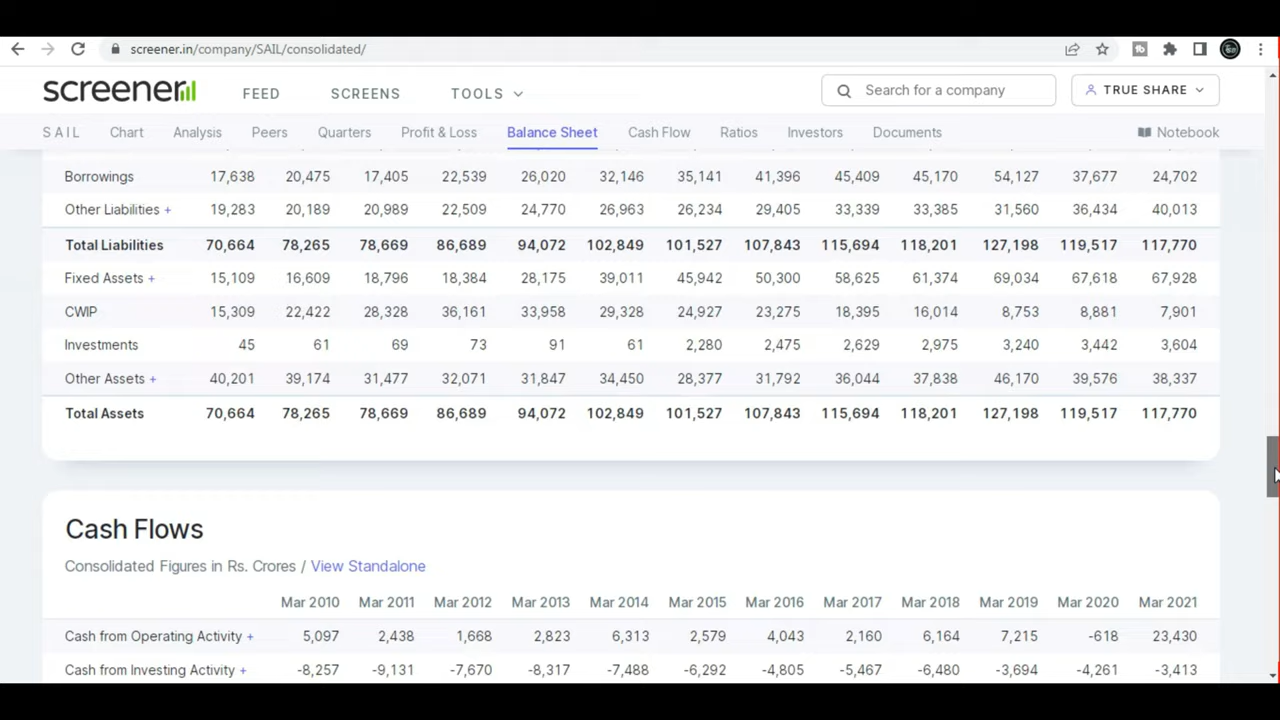 screener.in/company/SAIL/consolidated/
screener FEED SCREENS TOOLS Search for a company TRUE SHARE
S A I L Chart Analysis Peers Quarters Profit & Loss Balance Sheet Cash Flow Ratios Investors Documents Notebook
Borrowings 17,638 20,475 17,405 22,539 26,020 32,146 35,141 41,396 45,409 45,170 54,127 37,677 24,702
Other Liabilities + 19,283 20,189 20,989 22,509 24,770 26,963 26,234 29,405 33,339 33,385 31,560 36,434 40,013
Total Liabilities 70,664 78,265 78,669 86,689 94,072 102,849 101,527 107,843 115,694 118,201 127,198 119,517 117,770
Fixed Assets + 15,109 16,609 18,796 18,384 28,175 39,011 45,942 50,300 58,625 61,374 69,034 67,618 67,928
CWIP 15,309 22,422 28,328 36,161 33,958 29,328 24,927 23,275 18,395 16,014 8,753 8,881 7,901
Investments 45 61 69 73 91 61 2,280 2,475 2,629 2,975 3,240 3,442 3,604
Other Assets + 40,201 39,174 31,477 32,071 31,847 34,450 28,377 31,792 36,044 37,838 46,170 39,576 38,337
Total Assets 70,664 78,265 78,669 86,689 94,072 102,849 101,527 107,843 115,694 118,201 127,198 119,517 117,770
Cash Flows
Consolidated Figures in Rs. Crores / View Standalone
Mar 2010 Mar 2011 Mar 2012 Mar 2013 Mar 2014 Mar 2015 Mar 2016 Mar 2017 Mar 2018 Mar 2019 Mar 2020 Mar 2021
Cash from Operating Activity + 5,097 2,438 1,668 2,823 6,313 2,579 4,043 2,160 6,164 7,215 -618 23,430
Cash from Investing Activity + -8,257 -9,131 -7,670 -8,317 -7,488 -6,292 -4,805 -5,467 -6,480 -3,694 -4,261 -3,413